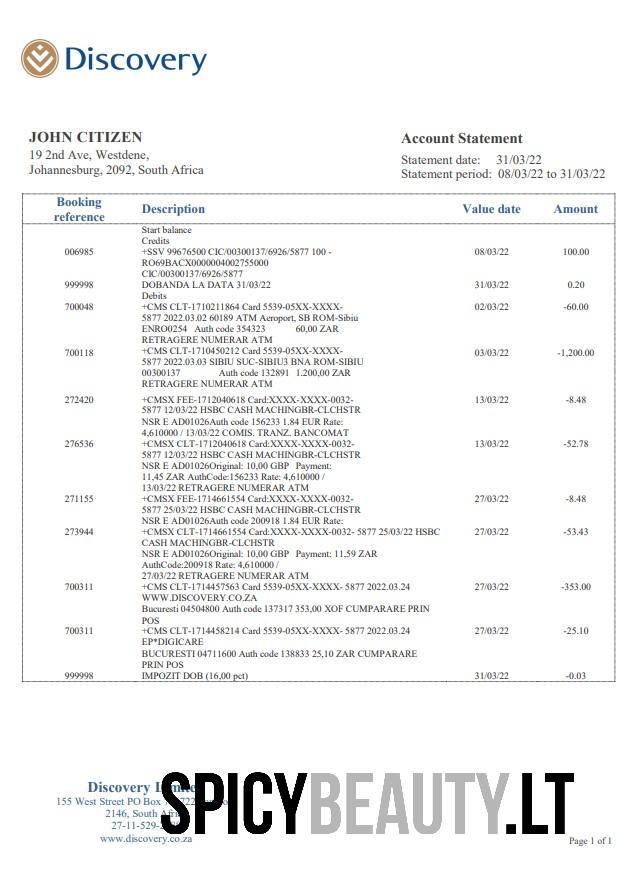 Discovery
JOHN CITIZEN
19 2nd Ave, Westdene,
Johannesburg, 2092, South Africa
Account Statement
Statement date: 31/03/22
Statement period: 08/03/22 to 31/03/22
Booking reference Description Value date Amount
Start balance
Credits
006985 +SSV 99676500 CIC/00300137/6926/5877 100 - 08/03/22 100.00
RO69BACX0000004002755000
CIC/00300137/6926/5877
999998 DOBANDA LA DATA 31/03/22 31/03/22 0.20
Debits
700048 +CMS CLT-1710211864 Card 5539-05XX-XXXX- 02/03/22 -60.00
5877 2022.03.02 60189 ATM Aeroport, SB ROM-Sibiu
ENRO0254 Auth code 354323 60,00 ZAR
RETRAGERE NUMERAR ATM
700118 +CMS CLT-1710450212 Card 5539-05XX-XXXX- 03/03/22 -1,200.00
5877 2022.03.03 SIBIU SUC-SIBIU3 BNA ROM-SIBIU
00300137 Auth code 132891 1.200,00 ZAR
RETRAGERE NUMERAR ATM
272420 +CMSX FEE-1712040618 Card:XXXX-XXXX-0032- 13/03/22 -8.48
5877 12/03/22 HSBC CASH MACHINGBR-CLCHSTR
NSR E AD01026Auth code 156233 1.84 EUR Rate:
4,610000 / 13/03/22 COMIS. TRANZ. BANCOMAT
276536 +CMSX CLT-1712040618 Card:XXXX-XXXX-0032- 13/03/22 -52.78
5877 12/03/22 HSBC CASH MACHINGBR-CLCHSTR
NSR E AD01026Original: 10,00 GBP Payment:
11,45 ZAR AuthCode:156233 Rate: 4,610000 /
13/03/22 RETRAGERE NUMERAR ATM
271155 +CMSX FEE-1714661554 Card:XXXX-XXXX-0032- 27/03/22 -8.48
5877 25/03/22 HSBC CASH MACHINGBR-CLCHSTR
NSR E AD01026Auth code 200918 1.84 EUR Rate:
273944 +CMSX CLT-1714661554 Card:XXXX-XXXX-0032- 5877 25/03/22 HSBC 27/03/22 -53.43
CASH MACHINGBR-CLCHSTR
NSR E AD01026Original: 10,00 GBP Payment: 11,59 ZAR
AuthCode:200918 Rate: 4,610000 /
27/03/22 RETRAGERE NUMERAR ATM
700311 +CMS CLT-1714457563 Card 5539-05XX-XXXX- 5877 2022.03.24 27/03/22 -353.00
WWW.DISCOVERY.CO.ZA
Bucuresti 04504800 Auth code 137317 353,00 XOF CUMPARARE PRIN
POS
700311 +CMS CLT-1714458214 Card 5539-05XX-XXXX- 5877 2022.03.24 27/03/22 -25.10
EP*DIGICARE
BUCURESTI 04711600 Auth code 138833 25,10 ZAR CUMPARARE
PRIN POS
999998 IMPOZIT DOB (16,00 pct) 31/03/22 -0.03
Discovery
155 West Street PO Box
2146, South
27-11-529-
www.discovery.co.za
SPICYBEAUTY.LT
Page 1 of 1